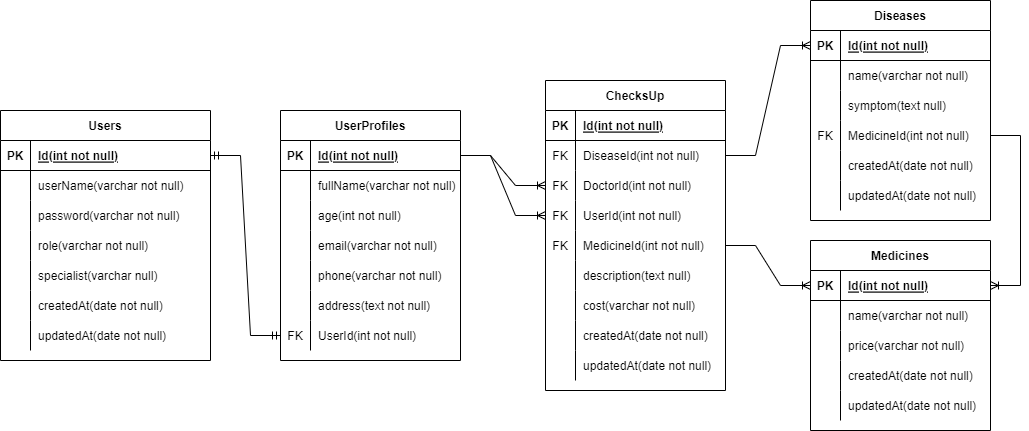 Users
PK Id(int not null)
userName(varchar not null)
password(varchar not null)
role(varchar not null)
specialist(varchar null)
createdAt(date not null)
updatedAt(date not null)
UserProfiles
PK Id(int not null)
fullName(varchar not null)
age(int not null)
email(varchar not null)
phone(varchar not null)
address(text not null)
FK UserId(int not null)
ChecksUp
PK Id(int not null)
FK DiseaseId(int not null)
FK DoctorId(int not null)
FK UserId(int not null)
FK MedicineId(int not null)
description(text null)
cost(varchar not null)
createdAt(date not null)
updatedAt(date not null)
Diseases
PK Id(int not null)
name(varchar not null)
symptom(text null)
FK MedicineId(int not null)
createdAt(date not null)
updatedAt(date not null)
Medicines
PK Id(int not null)
name(varchar not null)
price(varchar not null)
createdAt(date not null)
updatedAt(date not null)